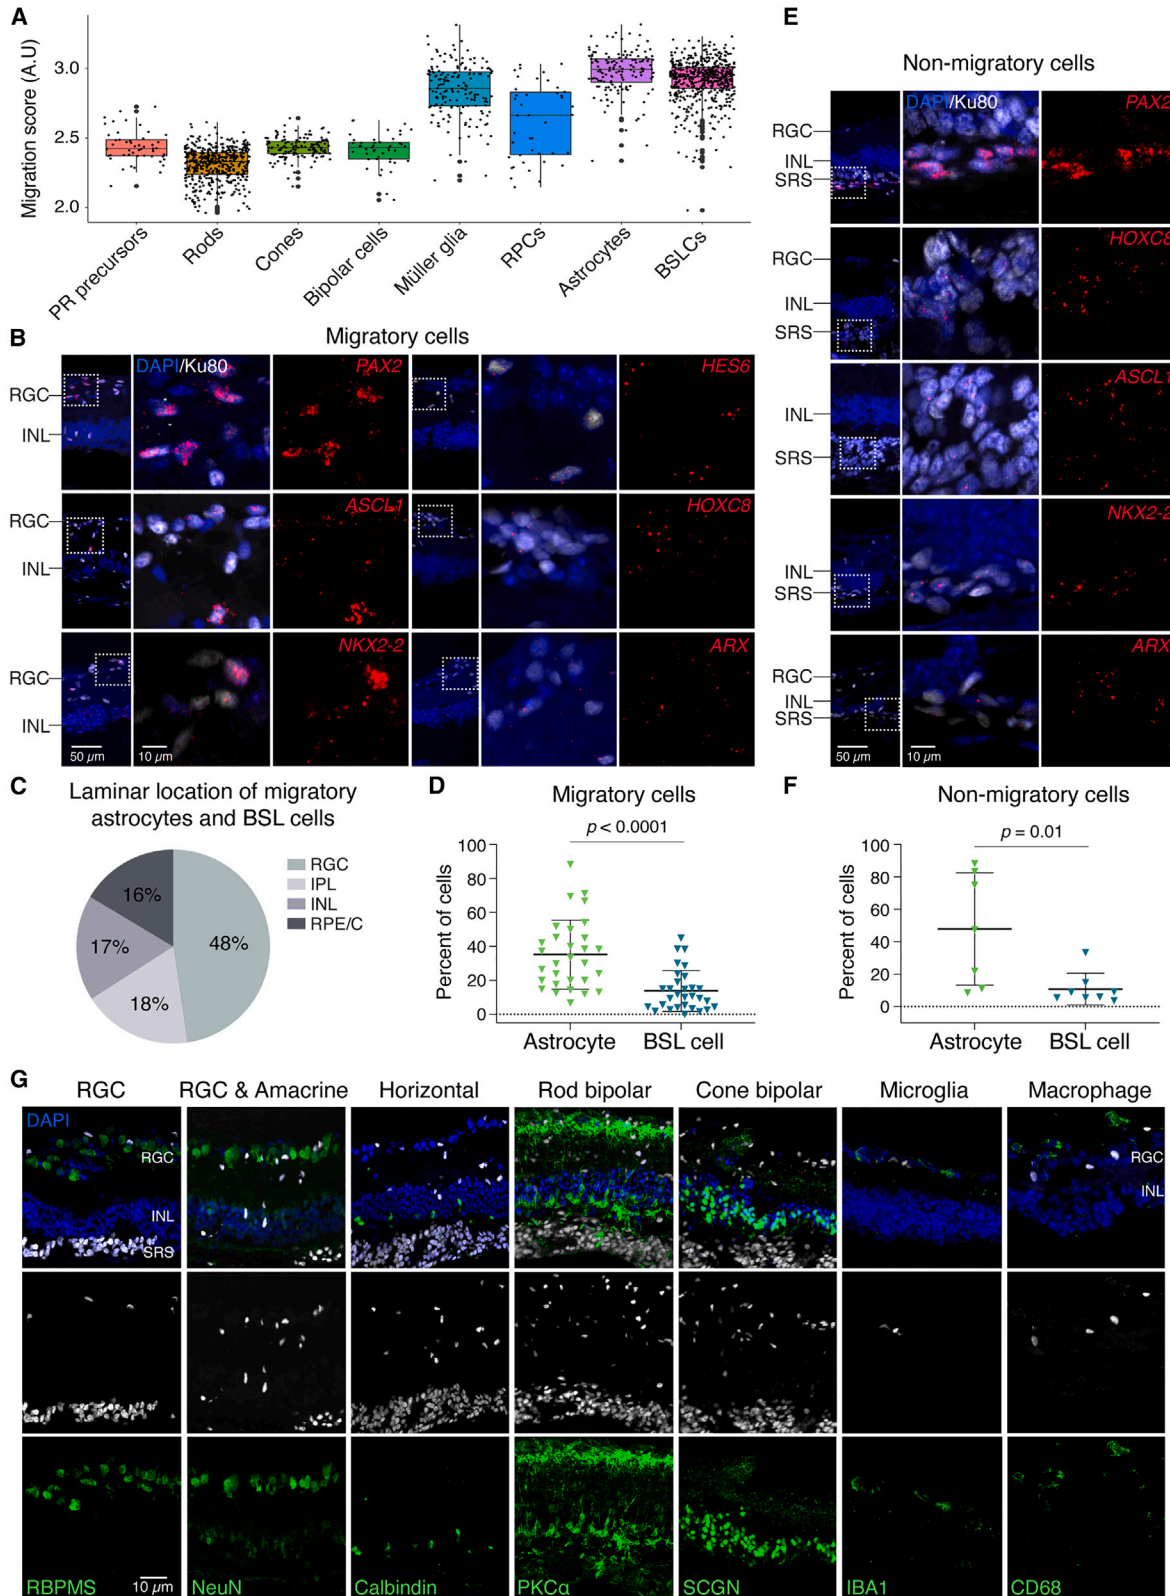 A
Migration score (A.U)
3.0
2.5
2.0
PR precursors
Rods
Cones
Bipolar cells
Müller glia
RPCs
Astrocytes
BSLCs
B
Migratory cells
RGC
INL
DAPI/Ku80
PAX2
HES6
RGC
INL
ASCL1
HOXC8
RGC
INL
NKX2-2
ARX
50 µm
10 µm
C
Laminar location of migratory
astrocytes and BSL cells
48%
18%
17%
16%
RGC
IPL
INL
RPE/C
D
Migratory cells
p < 0.0001
Percent of cells
100
80
60
40
20
0
Astrocyte
BSL cell
E
Non-migratory cells
RGC
INL
SRS
DAPI/Ku80
PAX2
RGC
INL
SRS
HOXC8
INL
SRS
ASCL1
INL
SRS
NKX2-2
RGC
INL
SRS
ARX
50 µm
10 µm
F
Non-migratory cells
p = 0.01
Percent of cells
100
80
60
40
20
0
Astrocyte
BSL cell
G
RGC
RGC & Amacrine
Horizontal
Rod bipolar
Cone bipolar
Microglia
Macrophage
DAPI
RGC
INL
SRS
RGC
INL
RBPMS
10 µm
NeuN
Calbindin
PKCα
SCGN
IBA1
CD68